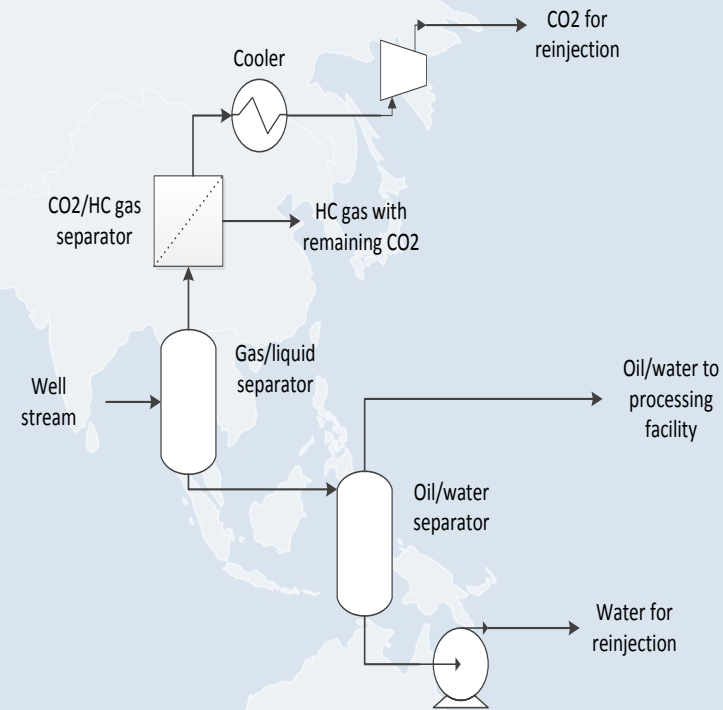 CO2 for
reinjection
Cooler
CO2/HC gas
separator
HC gas with
remaining CO2
Gas/liquid
separator
Well
stream
Oil/water to
processing
facility
Oil/water
separator
Water for
reinjection